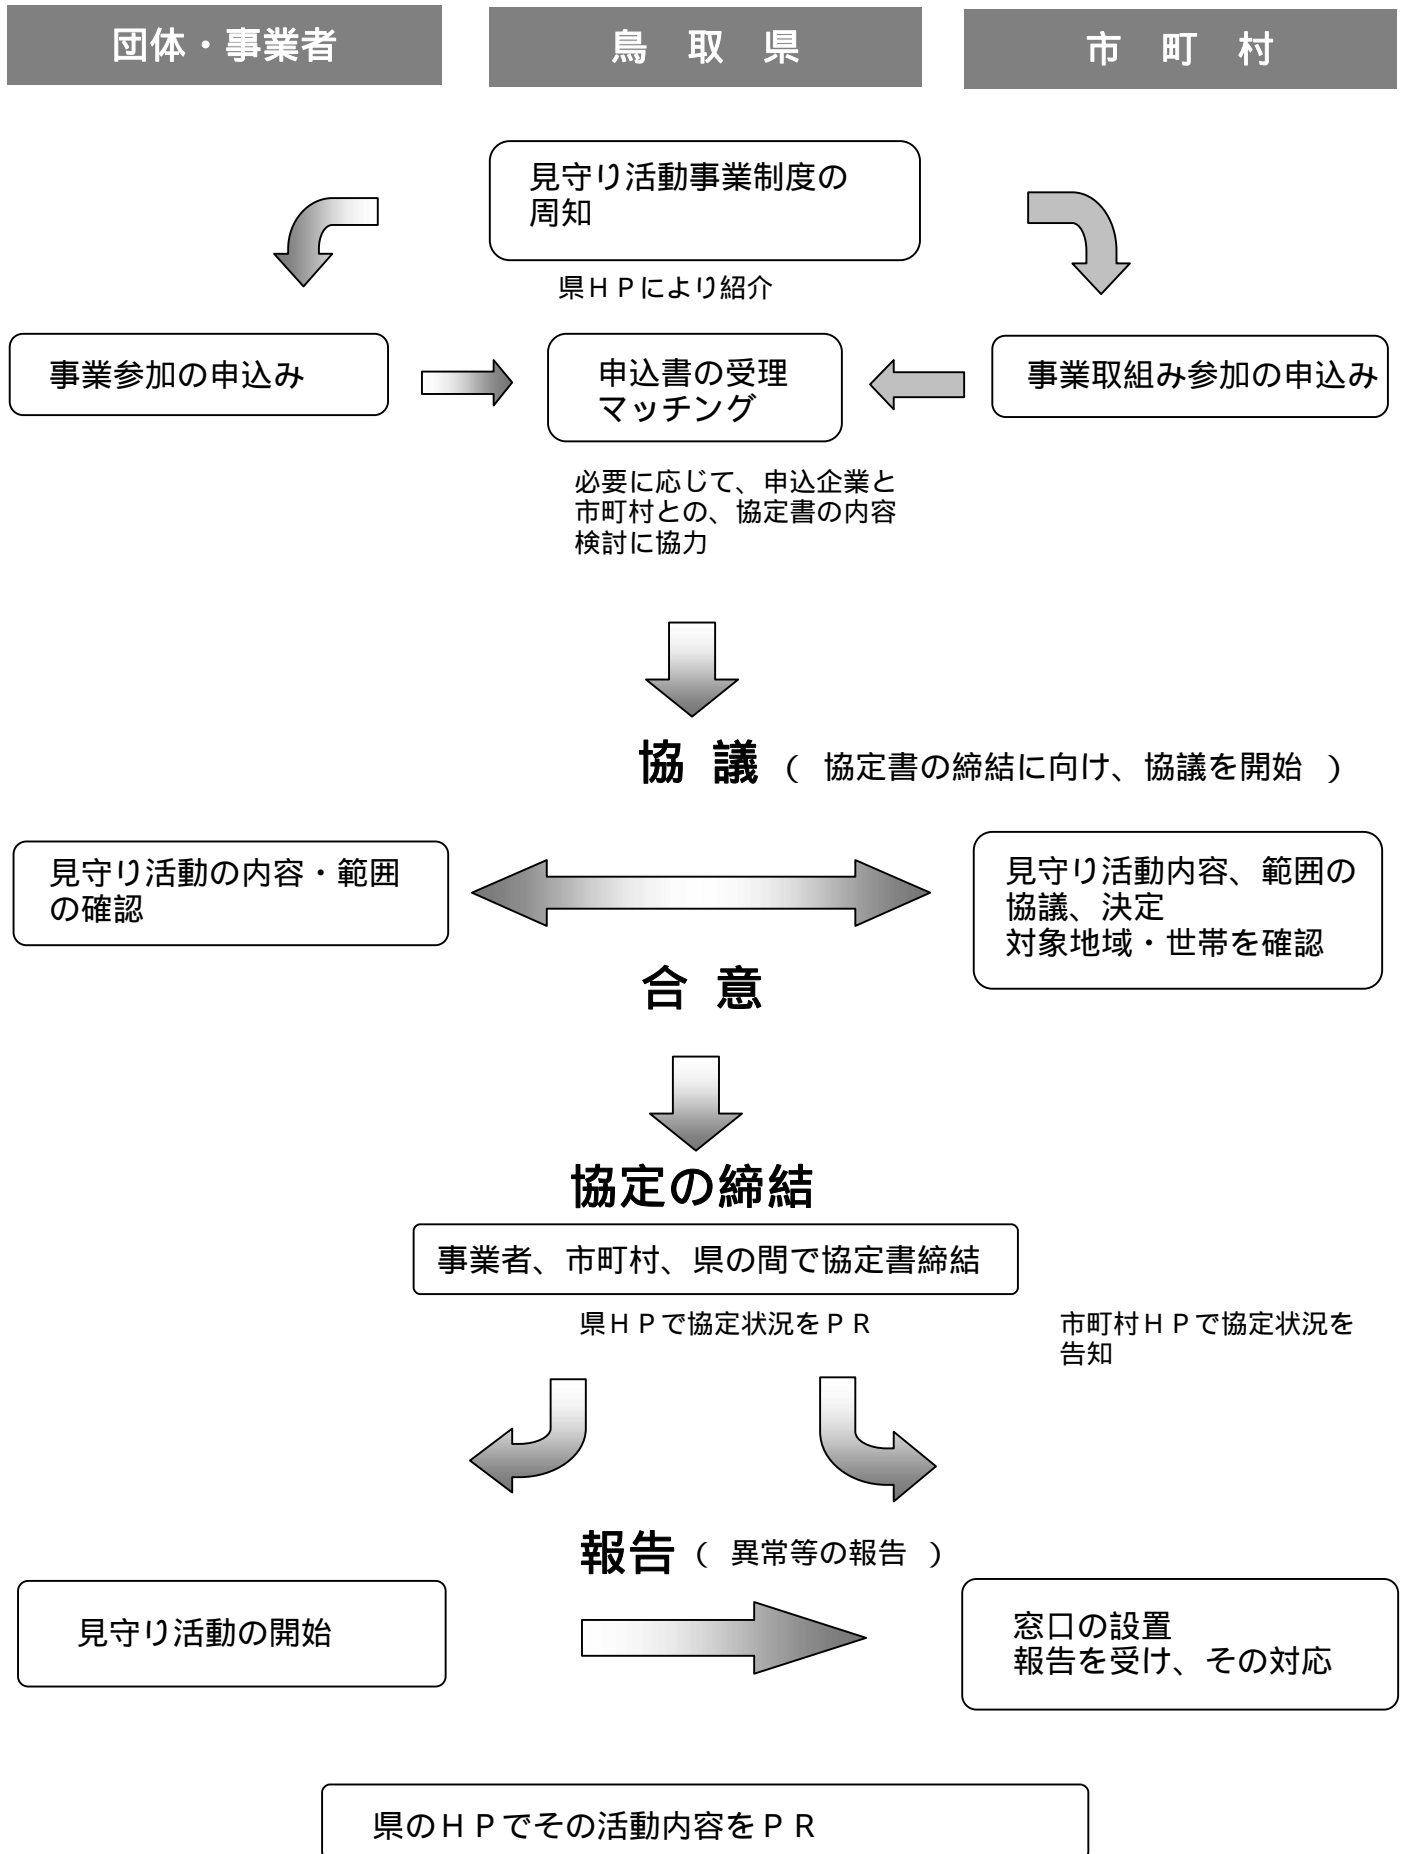 団体・事業者
鳥　取　県
市　町　村
見守り活動事業制度の
周知
県ＨＰにより紹介
事業参加の申込み
申込書の受理
マッチング
事業取組み参加の申込み
必要に応じて、申込企業と
市町村との、協定書の内容
検討に協力
協　議（　協定書の締結に向け、協議を開始　）
見守り活動の内容・範囲
の確認
見守り活動内容、範囲の
協議、決定
対象地域・世帯を確認
合　意
協定の締結
事業者、市町村、県の間で協定書締結
県ＨＰで協定状況をＰＲ
市町村ＨＰで協定状況を
告知
報告（　異常等の報告　）
見守り活動の開始
窓口の設置
報告を受け、その対応
県のＨＰでその活動内容をＰＲ